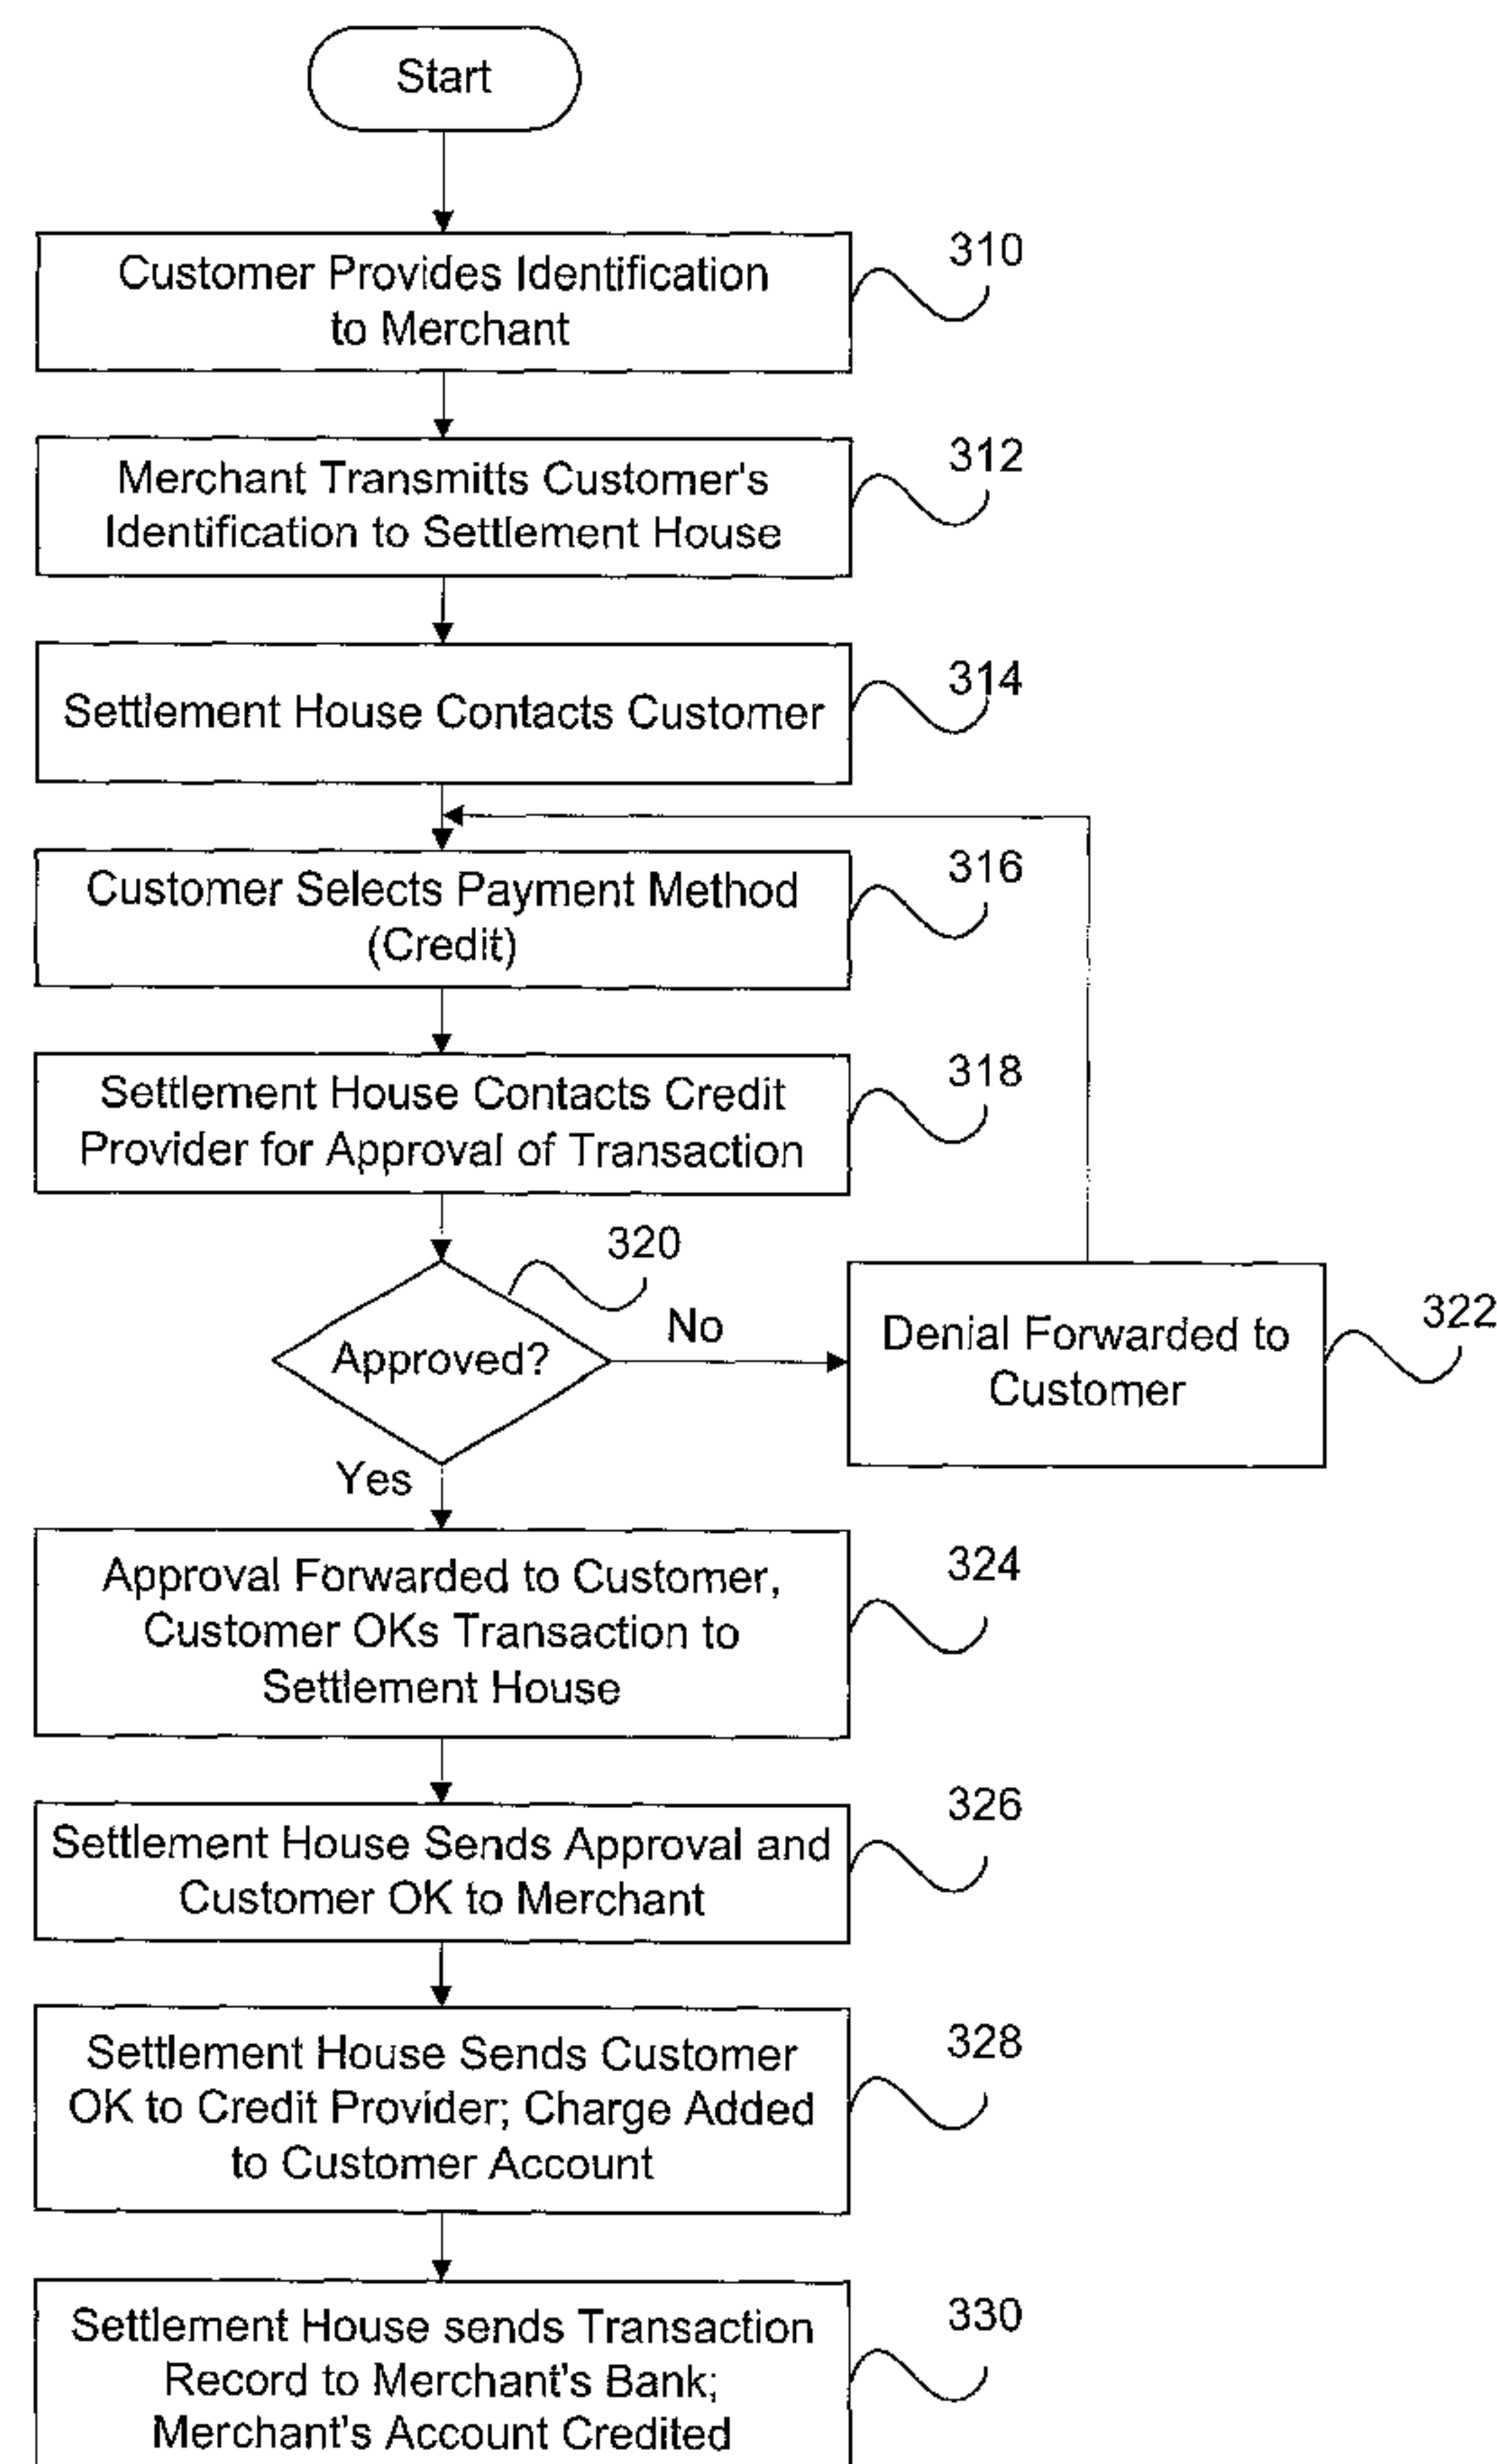 Start
310
Customer Provides Identification
to Merchant
312
Merchant Transmitts Customer's
Identification to Settlement House
314
Settlement House Contacts Customer
316
Customer Selects Payment Method
(Credit)
318
Settlement House Contacts Credit
Provider for Approval of Transaction
320
Approved?
No
Denial Forwarded to
Customer
322
Yes
324
Approval Forwarded to Customer,
Customer OKs Transaction to
Settlement House
326
Settlement House Sends Approval and
Customer OK to Merchant
328
Settlement House Sends Customer
OK to Credit Provider; Charge Added
to Customer Account
330
Settlement House sends Transaction
Record to Merchant's Bank;
Merchant's Account Credited